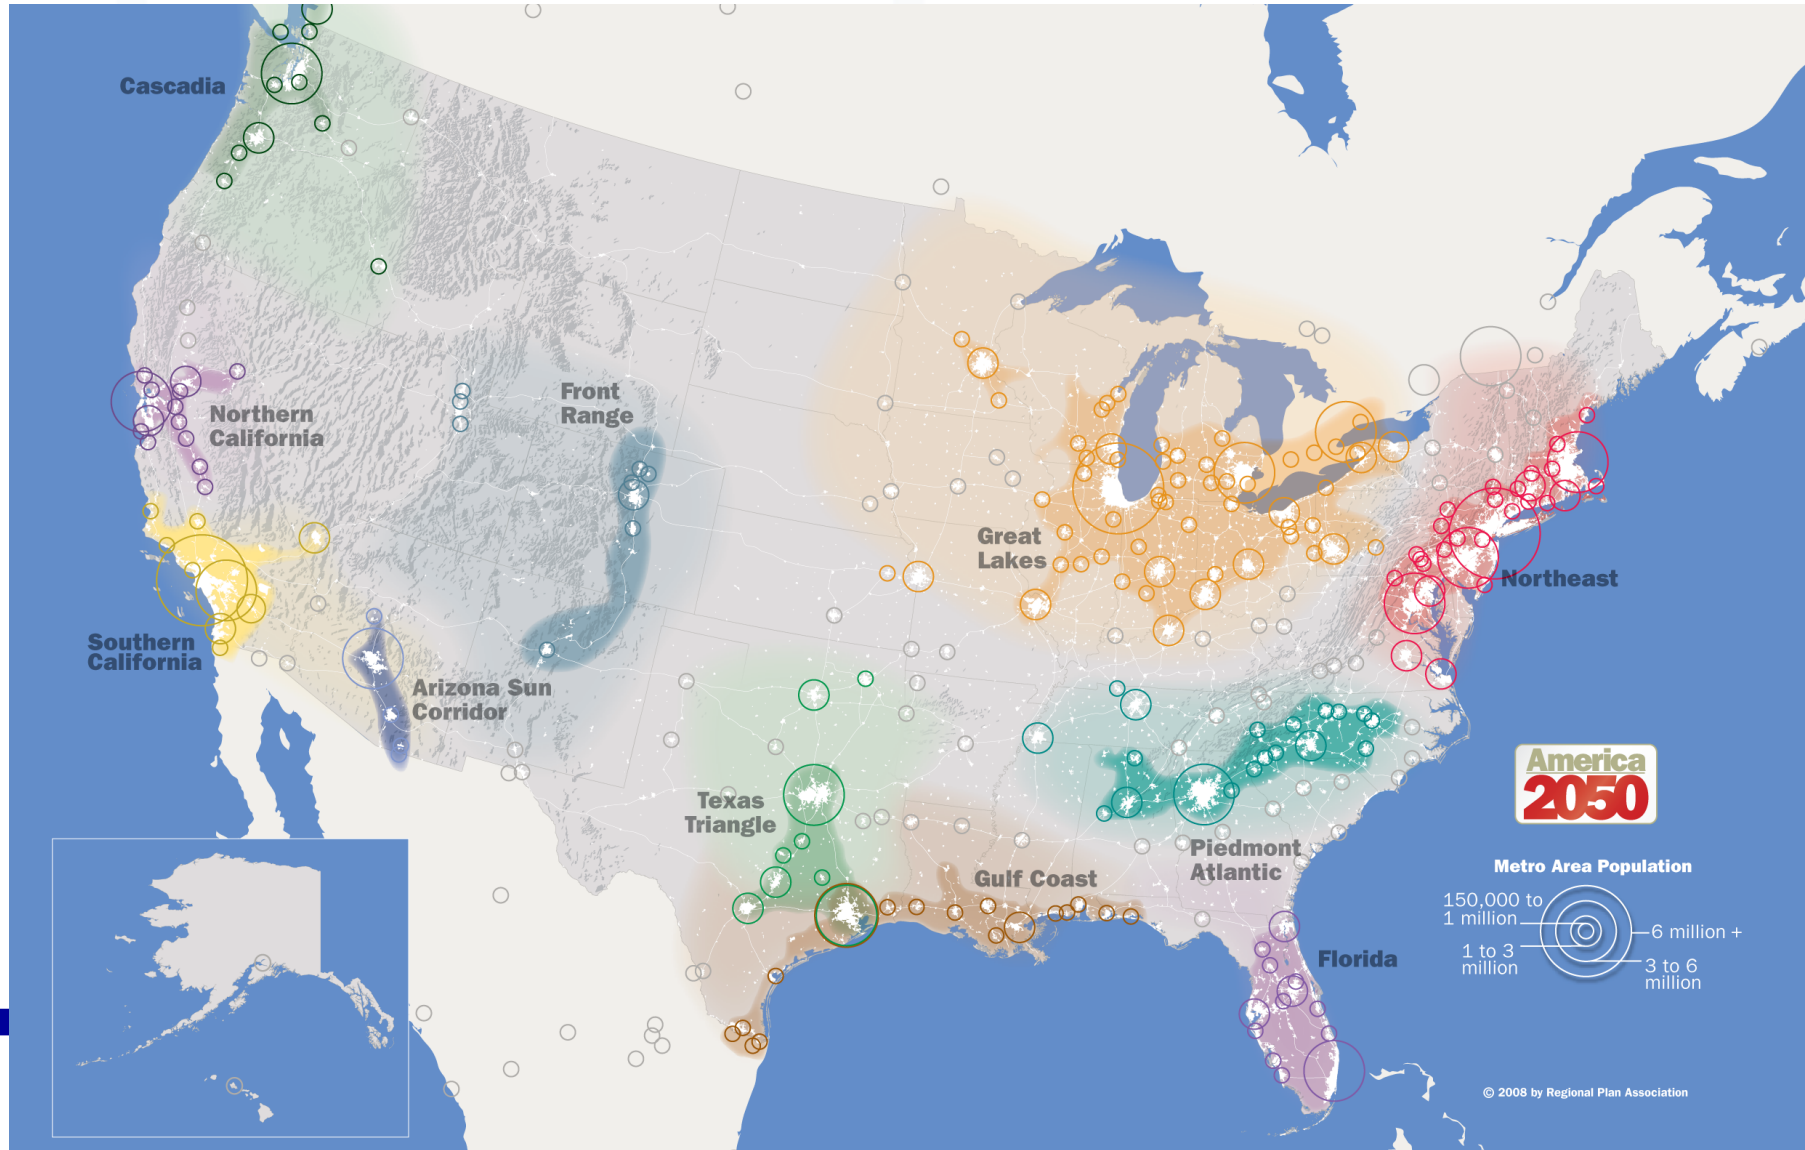 Cascadia
Northern
California
Front
Range
Great
Lakes
Northeast
Southern
California
Arizona Sun
Corridor
Texas
Triangle
Gulf Coast
Piedmont
Atlantic
Florida
America
2050
Metro Area Population
150,000 to
1 million
1 to 3
million
6 million +
3 to 6
million
© 2008 by Regional Plan Association